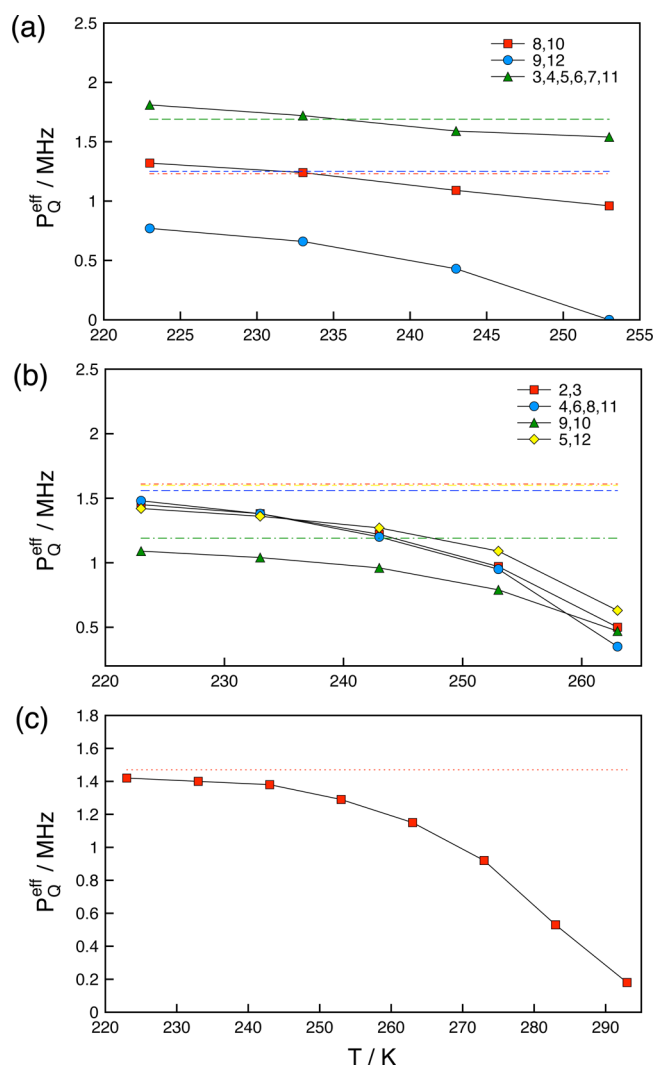 (a)
2.5
2
1.5
1
0.5
0
P_Q^eff / MHz
8,10
9,12
3,4,5,6,7,11
220 225 230 235 240 245 250 255
(b)
2.5
2
1.5
1
0.5
P_Q^eff / MHz
2,3
4,6,8,11
9,10
5,12
220 230 240 250 260
(c)
1.8
1.6
1.4
1.2
1
0.8
0.6
0.4
0.2
0
P_Q^eff / MHz
220 230 240 250 260 270 280 290
T / K